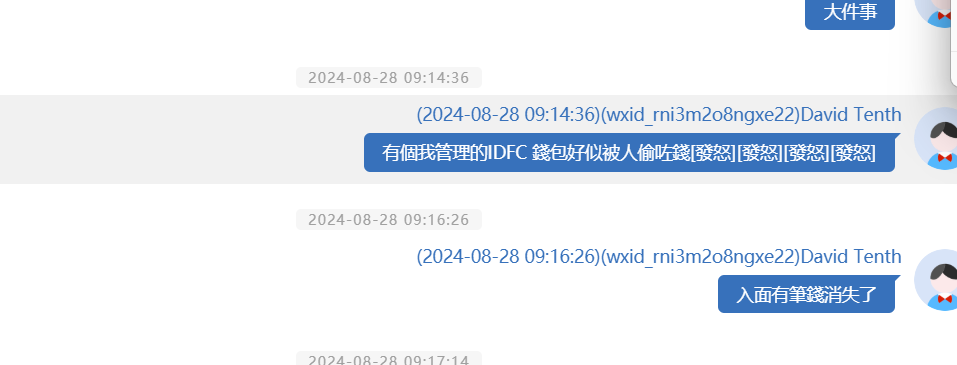 大件事
2024-08-28 09:14:36
(2024-08-28 09:14:36)(wxid_rni3m2o8ngxe22)David Tenth
有個我管理的IDFC 錢包好似被人偷咗錢[發怒][發怒][發怒][發怒]
2024-08-28 09:16:26
(2024-08-28 09:16:26)(wxid_rni3m2o8ngxe22)David Tenth
入面有筆錢消失了
2024-08-28 09:17:14